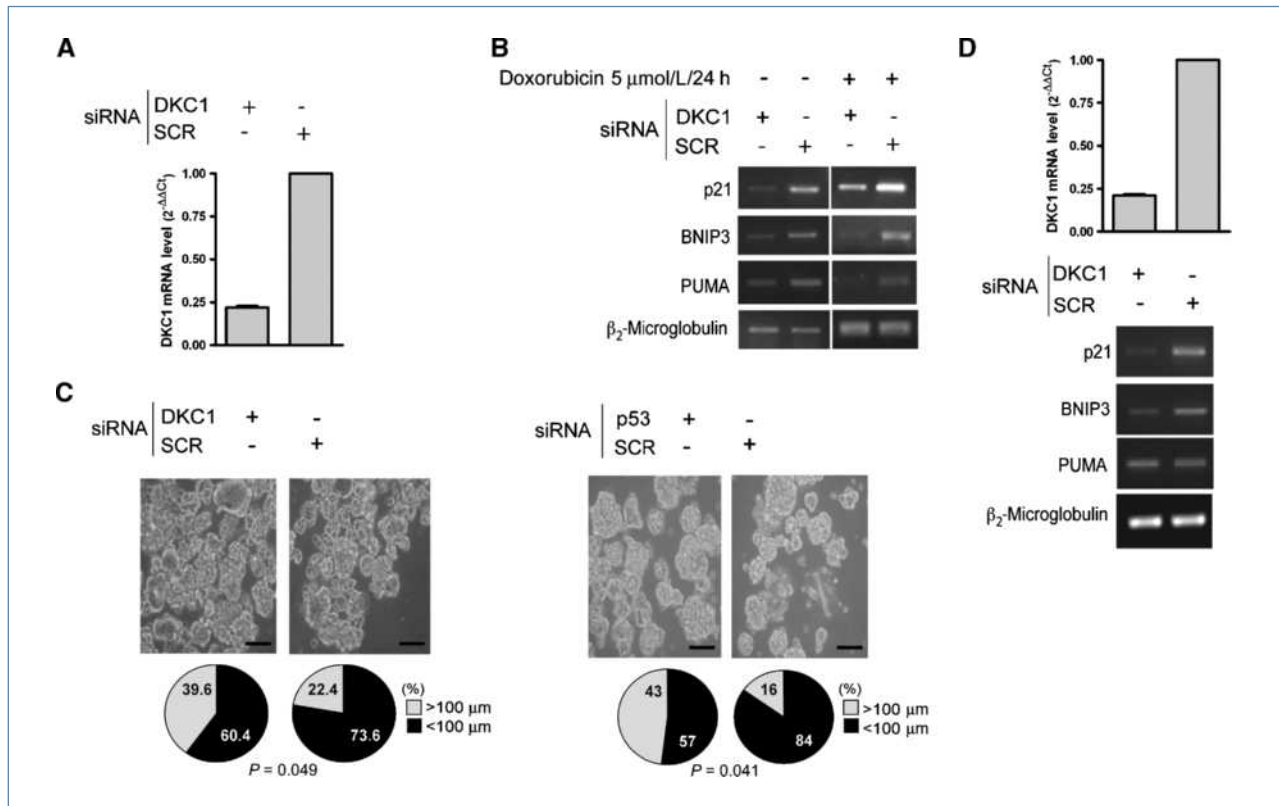 A
siRNA
DKC1 + -
SCR - +
DKC1 mRNA level (2-ΔΔCt)
1.00
0.75
0.50
0.25
0.00
B
Doxorubicin 5 μmol/L/24 h - - + +
siRNA
DKC1 + - + -
SCR - + - +
p21
BNIP3
PUMA
β2-Microglobulin
C
siRNA
DKC1 + -
SCR - +
39.6
60.4
22.4
73.6
(%)
>100 μm
<100 μm
P = 0.049
siRNA
p53 + -
SCR - +
43
57
16
84
(%)
>100 μm
<100 μm
P = 0.041
D
DKC1 mRNA level (2-ΔΔCt)
1.00
0.75
0.50
0.25
0.00
siRNA
DKC1 + -
SCR - +
p21
BNIP3
PUMA
β2-Microglobulin